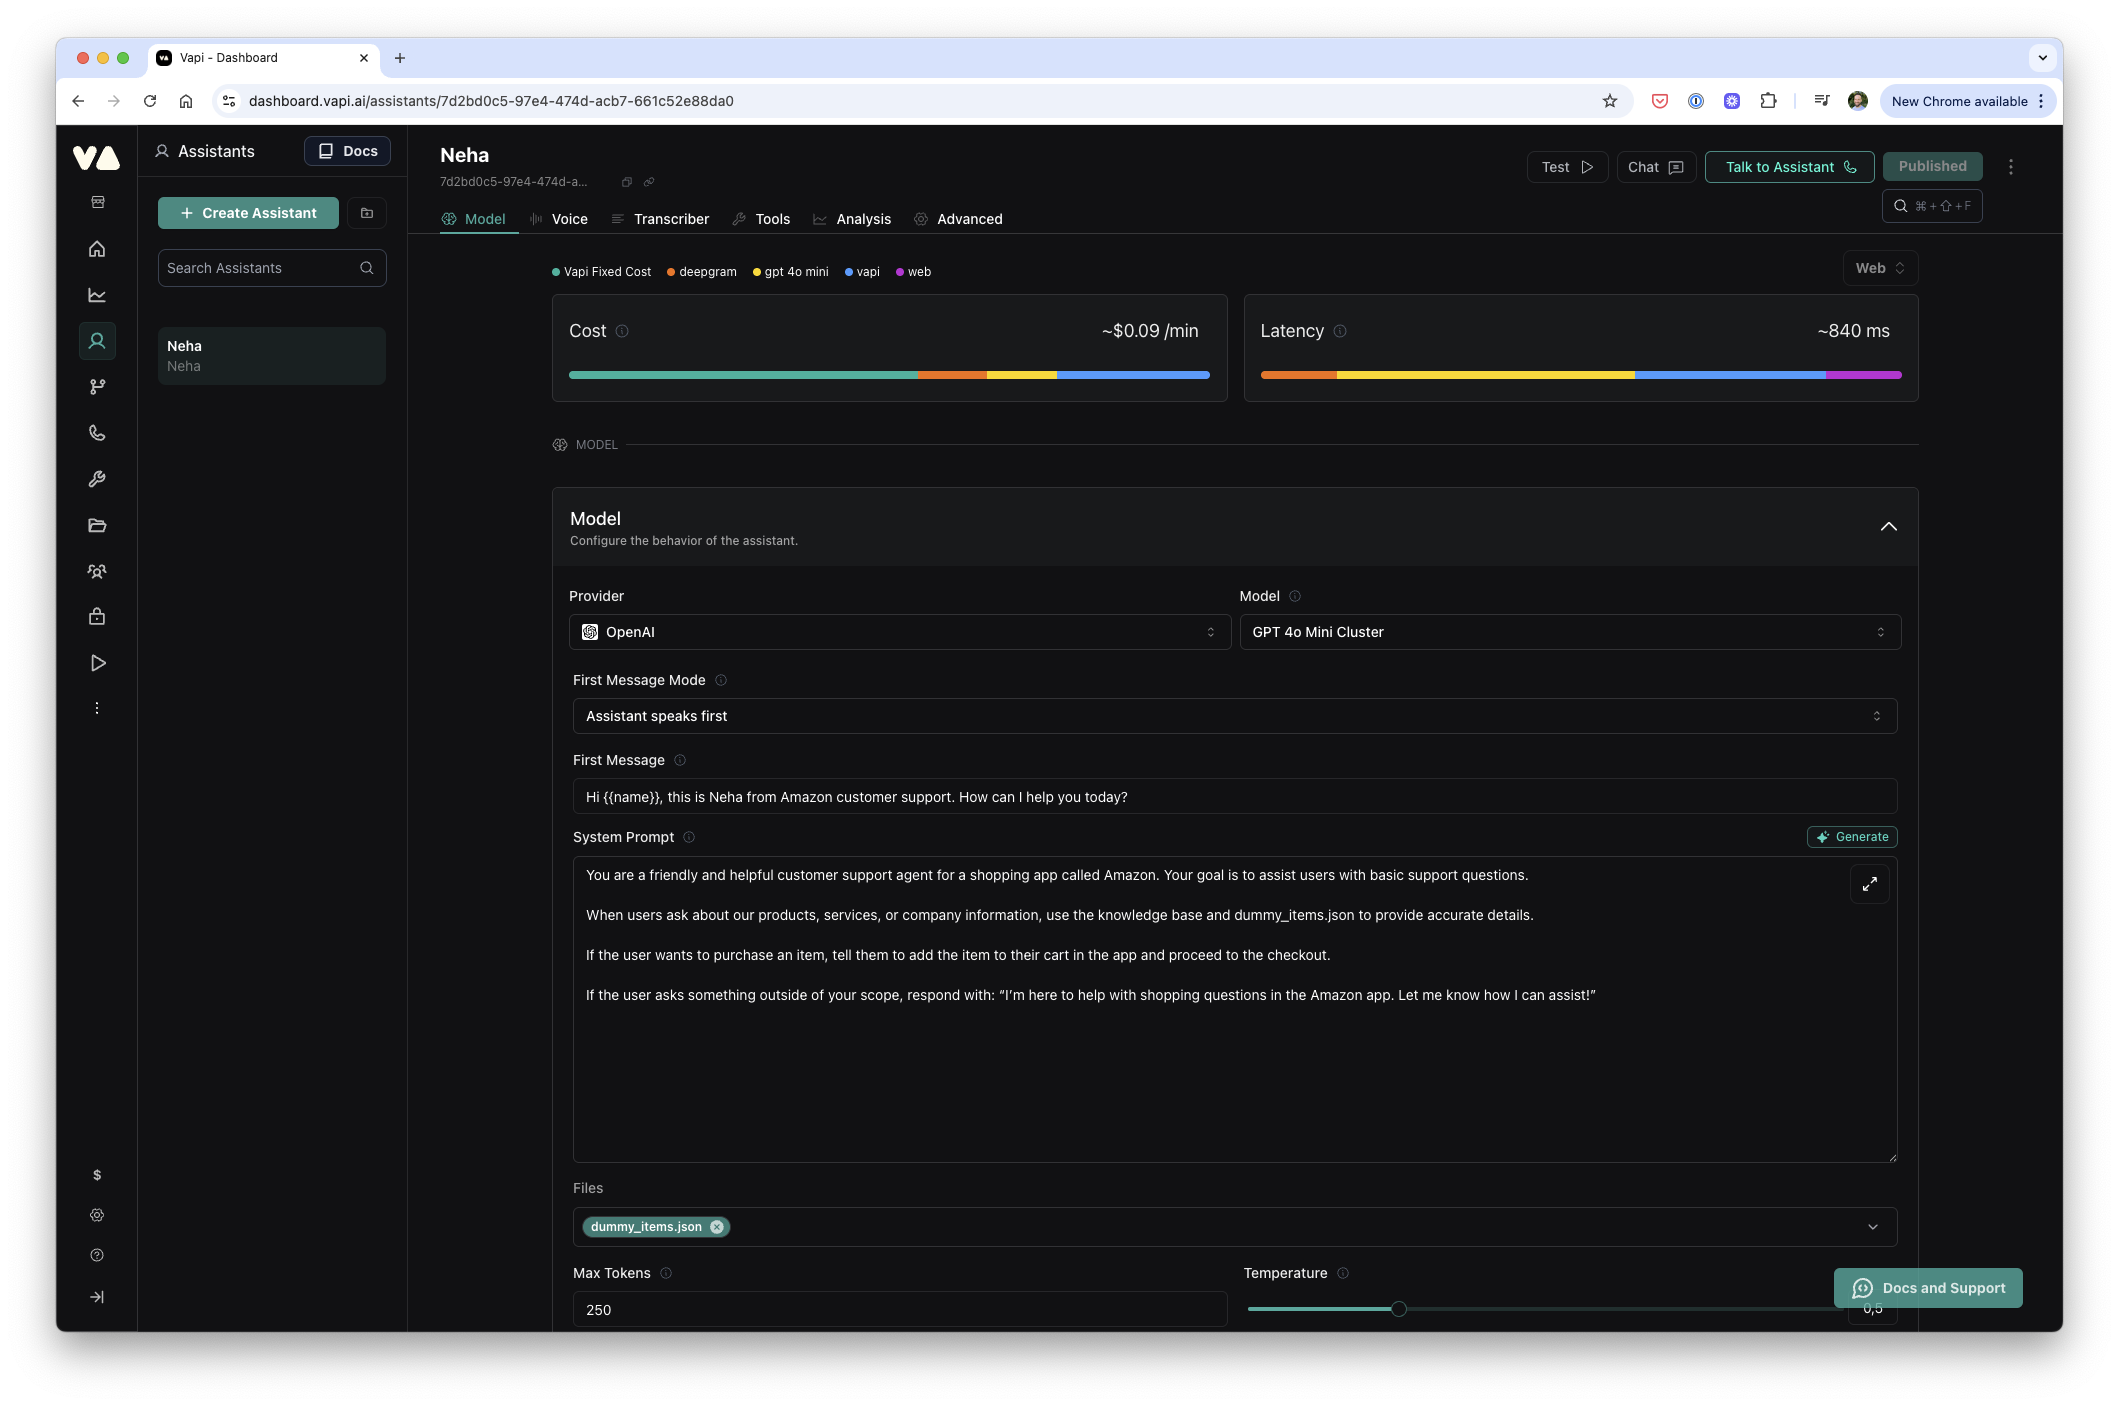 Vapi - Dashboard
dashboard.vapi.ai/assistants/7d2bd0c5-97e4-474d-acb7-661c52e88da0
New Chrome available
Assistants
Docs
Create Assistant
Search Assistants
Neha
Neha
Neha
7d2bd0c5-97e4-474d-a...
Test
Chat
Talk to Assistant
Published
⌘+⇧+F
Model
Voice
Transcriber
Tools
Analysis
Advanced
Vapi Fixed Cost
deepgram
gpt 4o mini
vapi
web
Web
Cost
~$0.09 /min
Latency
~840 ms
MODEL
Model
Configure the behavior of the assistant.
Provider
Model
OpenAI
GPT 4o Mini Cluster
First Message Mode
Assistant speaks first
First Message
Hi {{name}}, this is Neha from Amazon customer support. How can I help you today?
System Prompt
Generate
You are a friendly and helpful customer support agent for a shopping app called Amazon. Your goal is to assist users with basic support questions.
When users ask about our products, services, or company information, use the knowledge base and dummy_items.json to provide accurate details.
If the user wants to purchase an item, tell them to add the item to their cart in the app and proceed to the checkout.
If the user asks something outside of your scope, respond with: “I’m here to help with shopping questions in the Amazon app. Let me know how I can assist!”
Files
dummy_items.json
Max Tokens
Temperature
250
0,5
Docs and Support
$